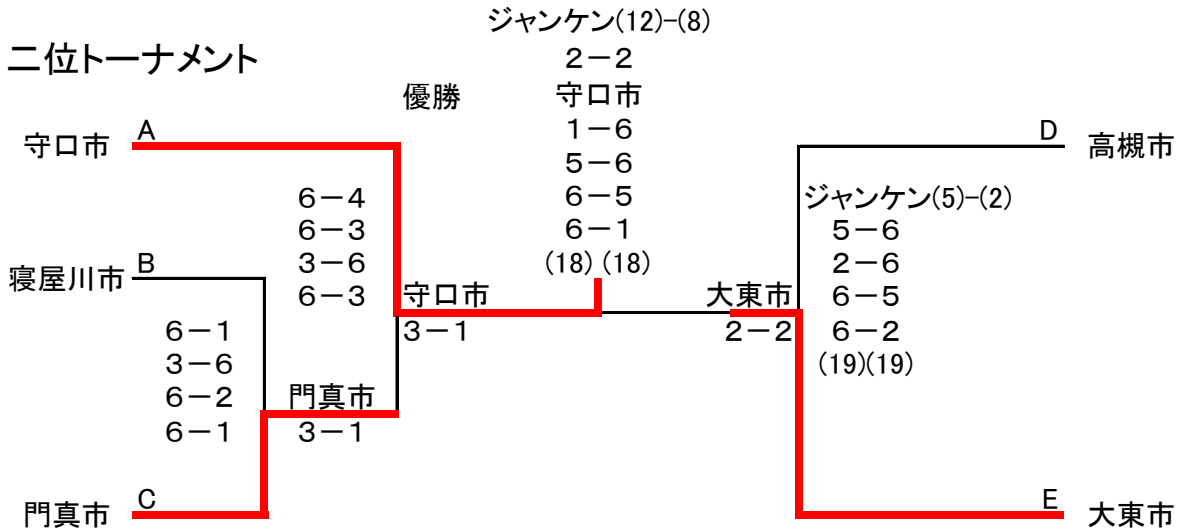 ジャンケン(12)-(8)
二位トーナメント
2－2
優勝
守口市
1－6
5－6
6－5
6－1
(18) (18)
A
守口市
6－4
6－3
3－6
6－3
B
寝屋川市
6－1
3－6
6－2
6－1
守口市
3－1
門真市
3－1
C
門真市
D
高槻市
ジャンケン(5)-(2)
5－6
2－6
6－5
6－2
(19)(19)
大東市
2－2
E
大東市